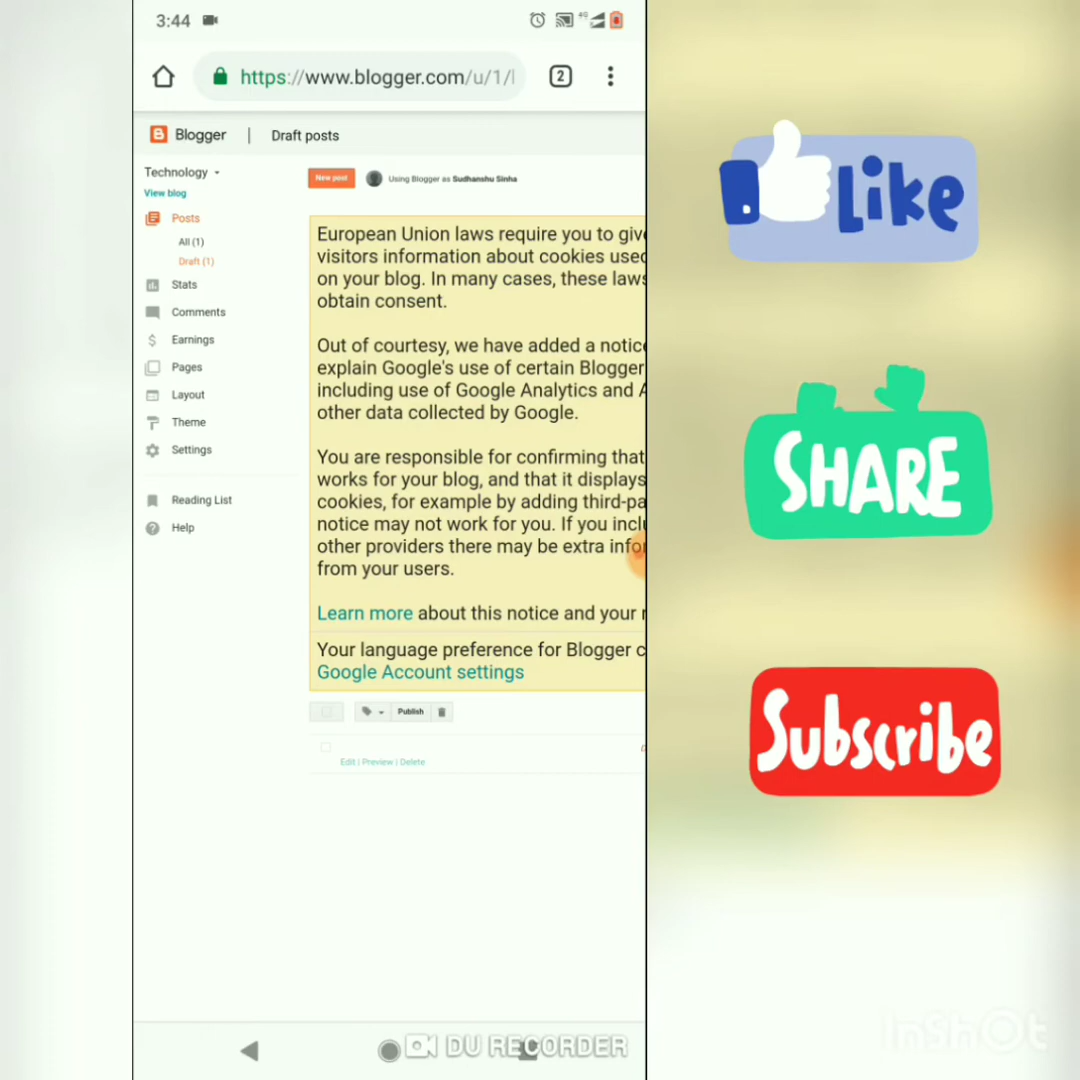 3:44
4G
https://www.blogger.com/u/1/
2
Blogger | Draft posts
Technology
View blog
New post
Using Blogger as Sudhanshu Sinha
Posts
All (1)
Draft (1)
Stats
Comments
Earnings
Pages
Layout
Theme
Settings
Reading List
Help
European Union laws require you to give
visitors information about cookies used
on your blog. In many cases, these laws
obtain consent.
Out of courtesy, we have added a notice
explain Google's use of certain Blogger
including use of Google Analytics and A
other data collected by Google.
You are responsible for confirming that
works for your blog, and that it displays
cookies, for example by adding third-pa
notice may not work for you. If you inclu
other providers there may be extra infor
from your users.
Learn more about this notice and your
Your language preference for Blogger c
Google Account settings
Publish
Edit | Preview | Delete
Like
SHARE
Subscribe
DU RECORDER
InShOt